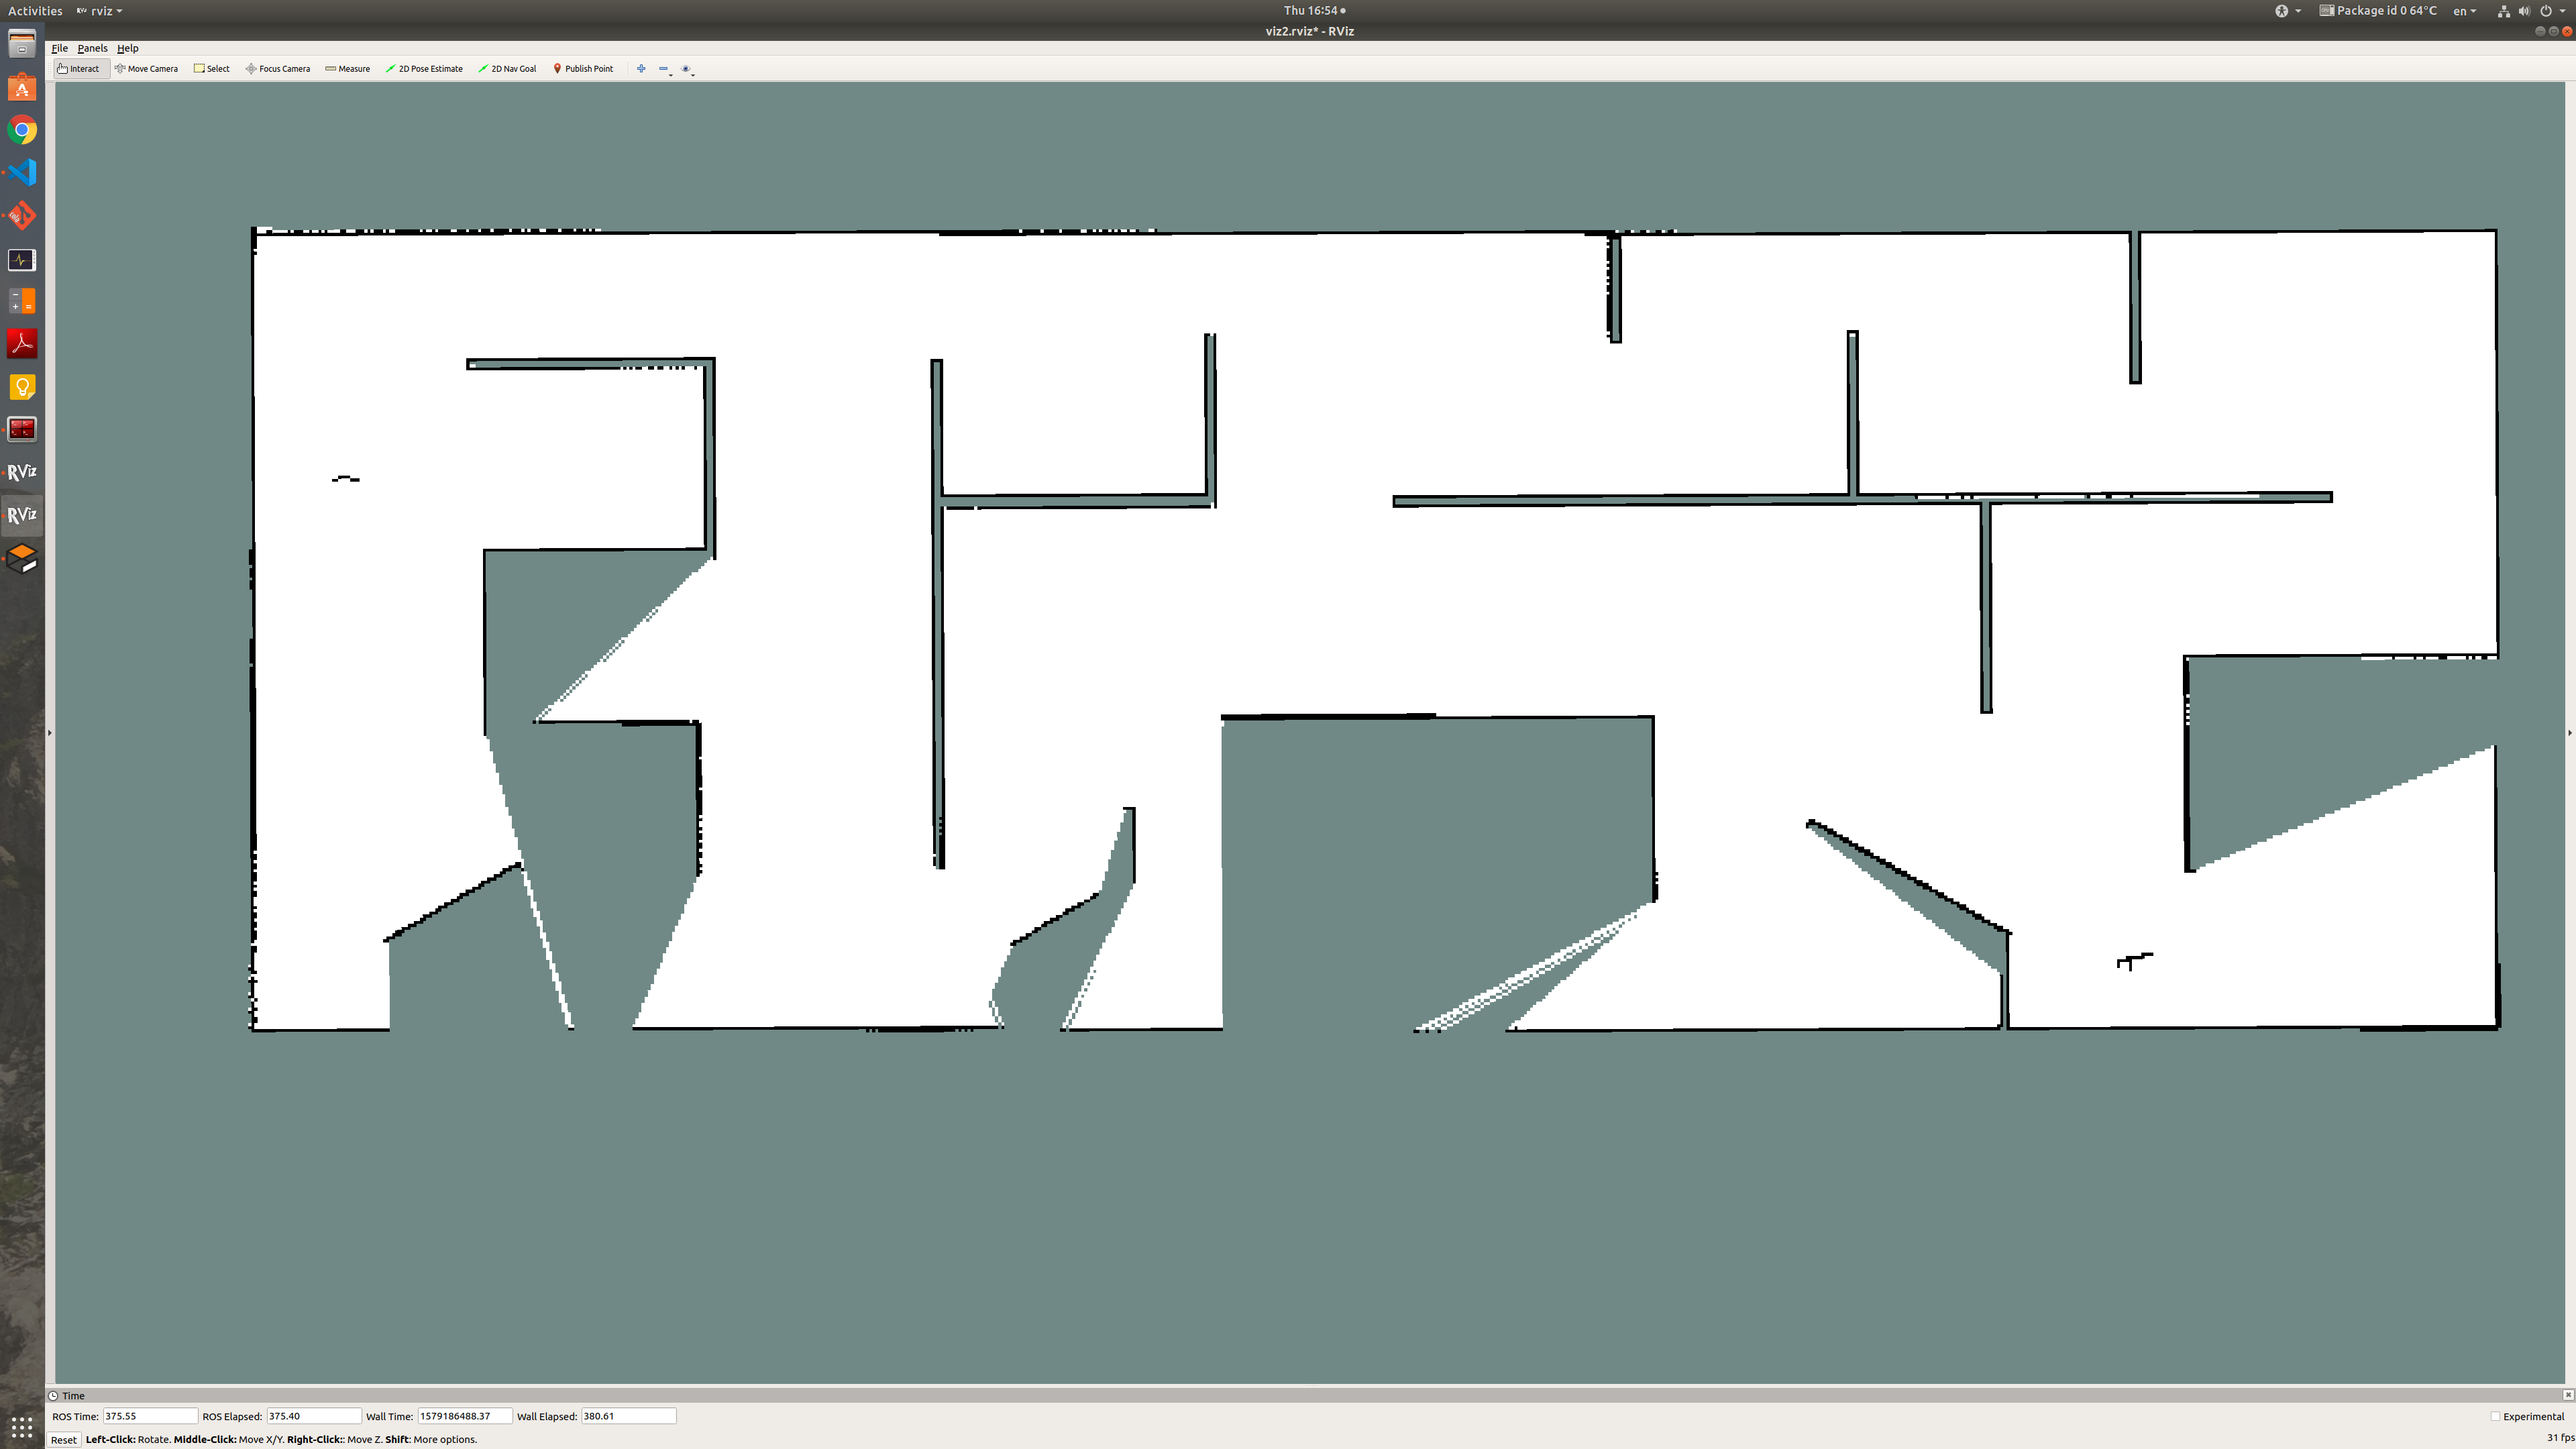 Activities rviz Thu 16:54 Package id 0 64°C en
viz2.rviz* - RViz
File Panels Help
Interact Move Camera Select Focus Camera Measure 2D Pose Estimate 2D Nav Goal Publish Point
RViz
RViz
Time
ROS Time: 375.55 ROS Elapsed: 375.40 Wall Time: 1579186488.37 Wall Elapsed: 380.61 Experimental
Reset Left-Click: Rotate. Middle-Click: Move X/Y. Right-Click:: Move Z. Shift: More options. 31 fps